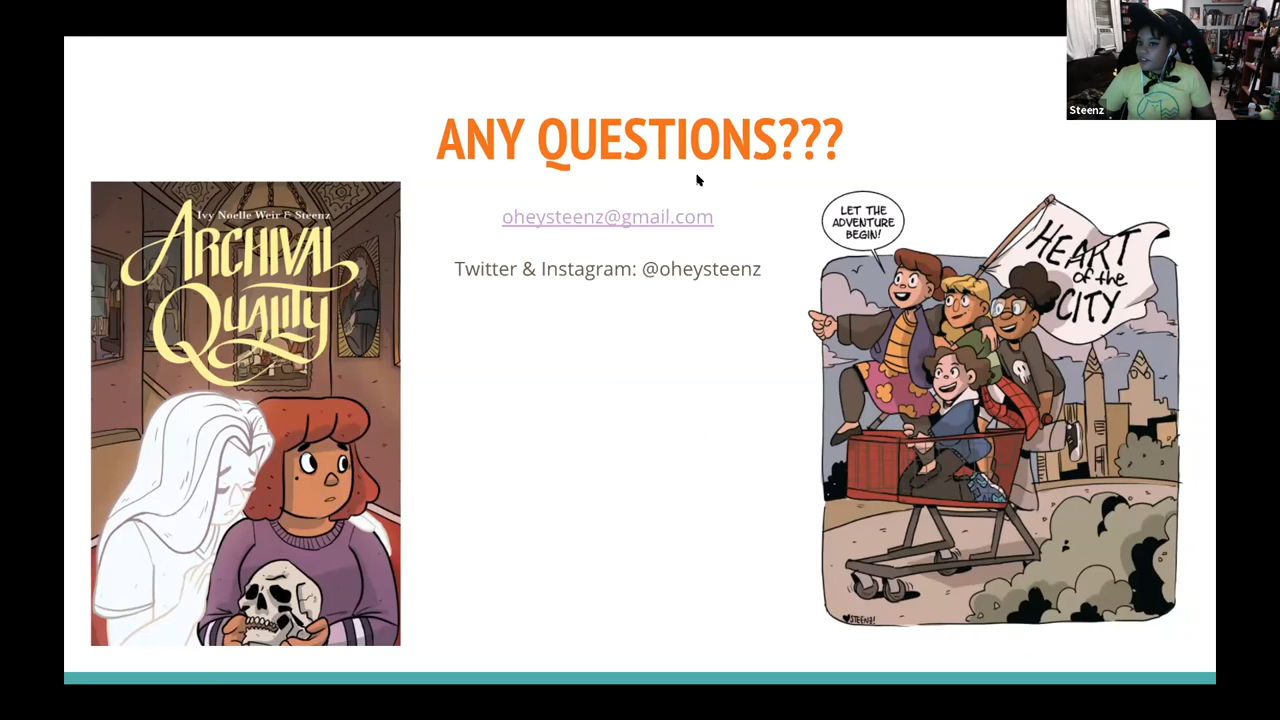 Steenz
ANY QUESTIONS???
Ivy Noelle Weir & Steenz
ARCHIVAL
QUALITY
oheysteenz@gmail.com
Twitter & Instagram: @oheysteenz
LET THE
ADVENTURE
BEGIN!
HEART
of the
CITY
STEENZ!